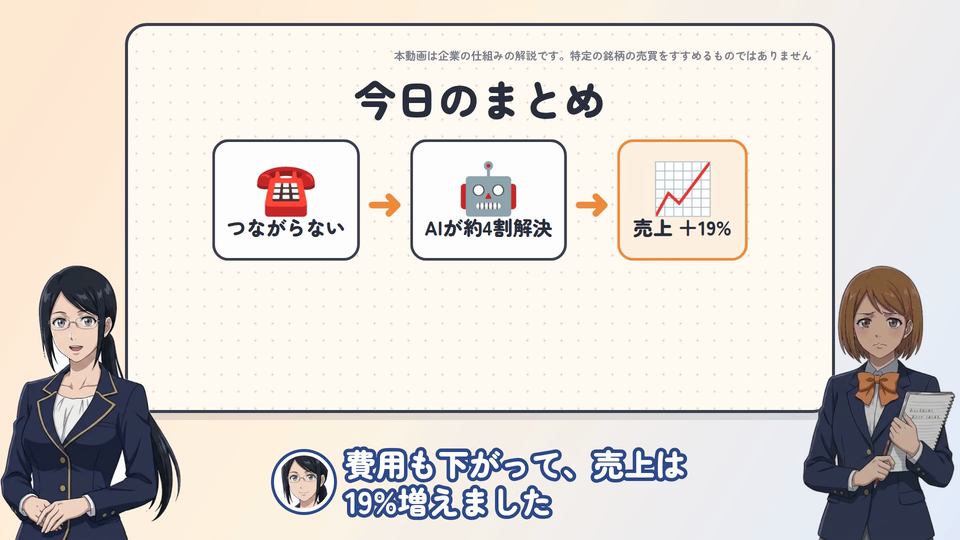 本動画は企業の仕組みの解説です。特定の銘柄の売買をすすめるものではありません
今日のまとめ
つながらない
AIが約4割解決
売上 +19%
費用も下がって、売上は
19%増えました